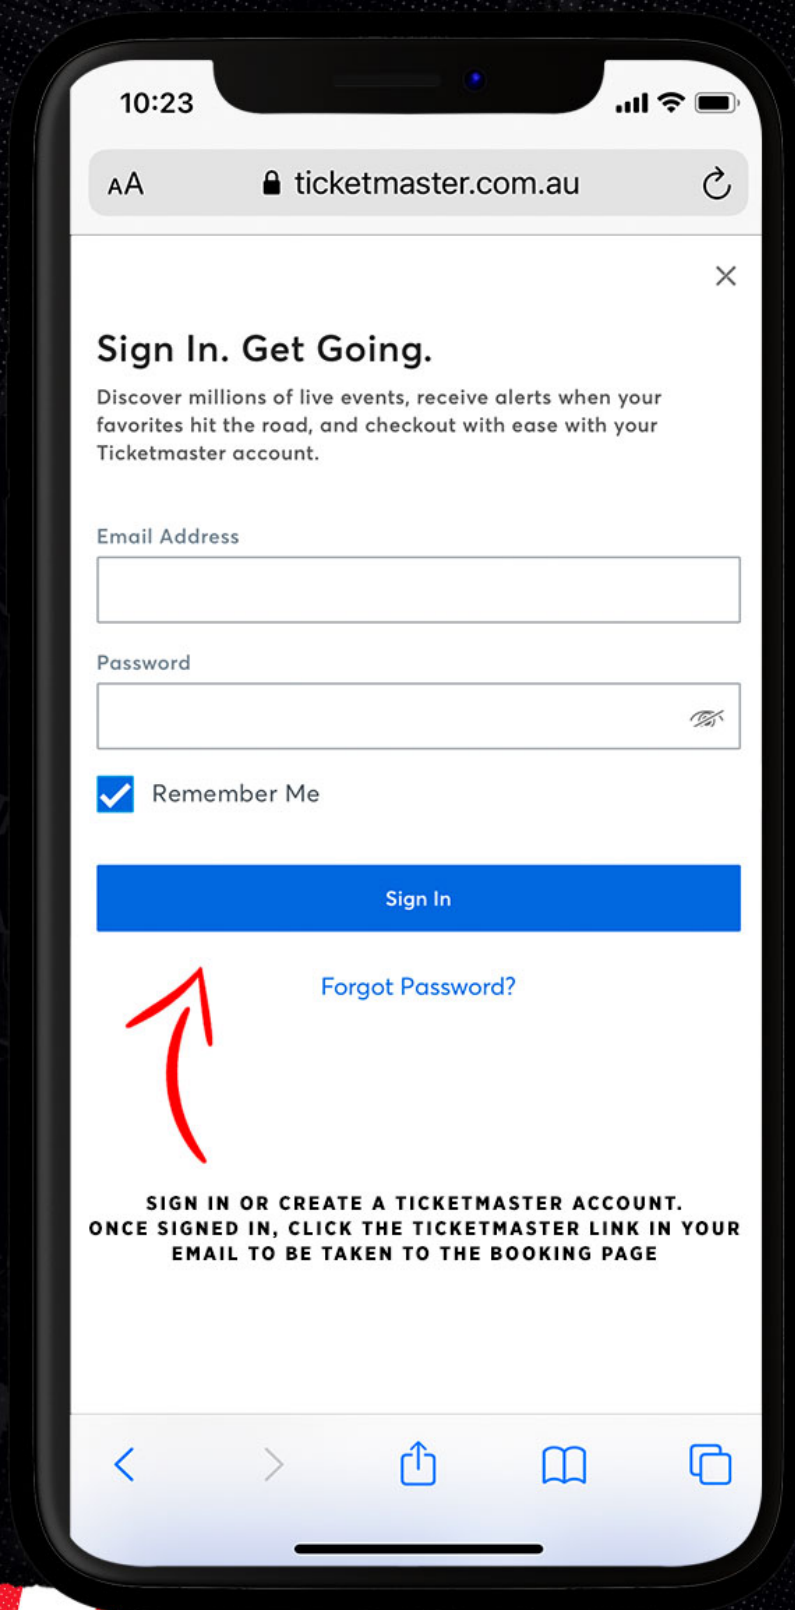 10:23
AA ticketmaster.com.au
Sign In. Get Going.
Discover millions of live events, receive alerts when your
favorites hit the road, and checkout with ease with your
Ticketmaster account.
Email Address
Password
Remember Me
Sign In
Forgot Password?
SIGN IN OR CREATE A TICKETMASTER ACCOUNT.
ONCE SIGNED IN, CLICK THE TICKETMASTER LINK IN YOUR
EMAIL TO BE TAKEN TO THE BOOKING PAGE